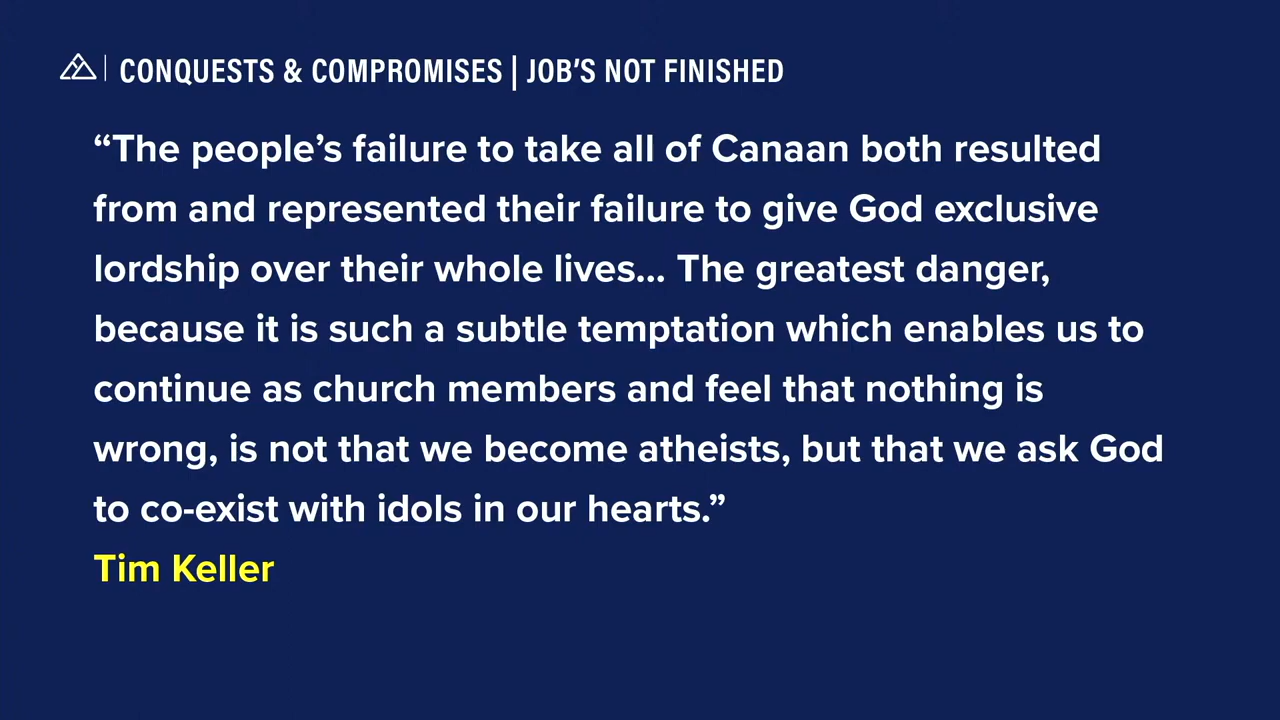 CONQUESTS & COMPROMISES | JOB’S NOT FINISHED
“The people’s failure to take all of Canaan both resulted
from and represented their failure to give God exclusive
lordship over their whole lives... The greatest danger,
because it is such a subtle temptation which enables us to
continue as church members and feel that nothing is
wrong, is not that we become atheists, but that we ask God
to co-exist with idols in our hearts.”
Tim Keller